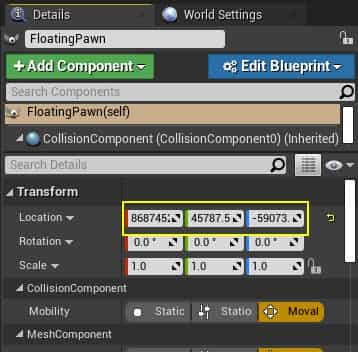 Details World Settings
FloatingPawn
Add Component Edit Blueprint
Search Components
FloatingPawn(self)
CollisionComponent (CollisionComponent0) (Inherited)
Search Details
Transform
Location 45787.5 -59073.
Rotation 0.0 ° 0.0 ° 0.0 °
Scale 1.0 1.0 1.0
CollisionComponent
Mobility Static Statio Moval
MeshComponent